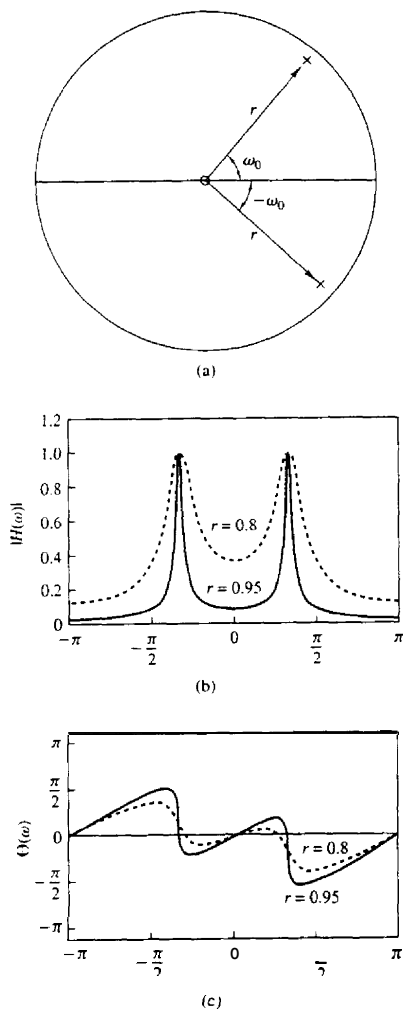 r
ω₀
−ω₀
r
(a)
1.2
1.0
0.8
0.6
0.4
0.2
0
|H(ω)|
r = 0.8
r = 0.95
−π
−π/2
0
π/2
π
(b)
π
π/2
0
−π/2
−π
Θ(ω)
r = 0.8
r = 0.95
−π
−π/2
0
2
π
(c)